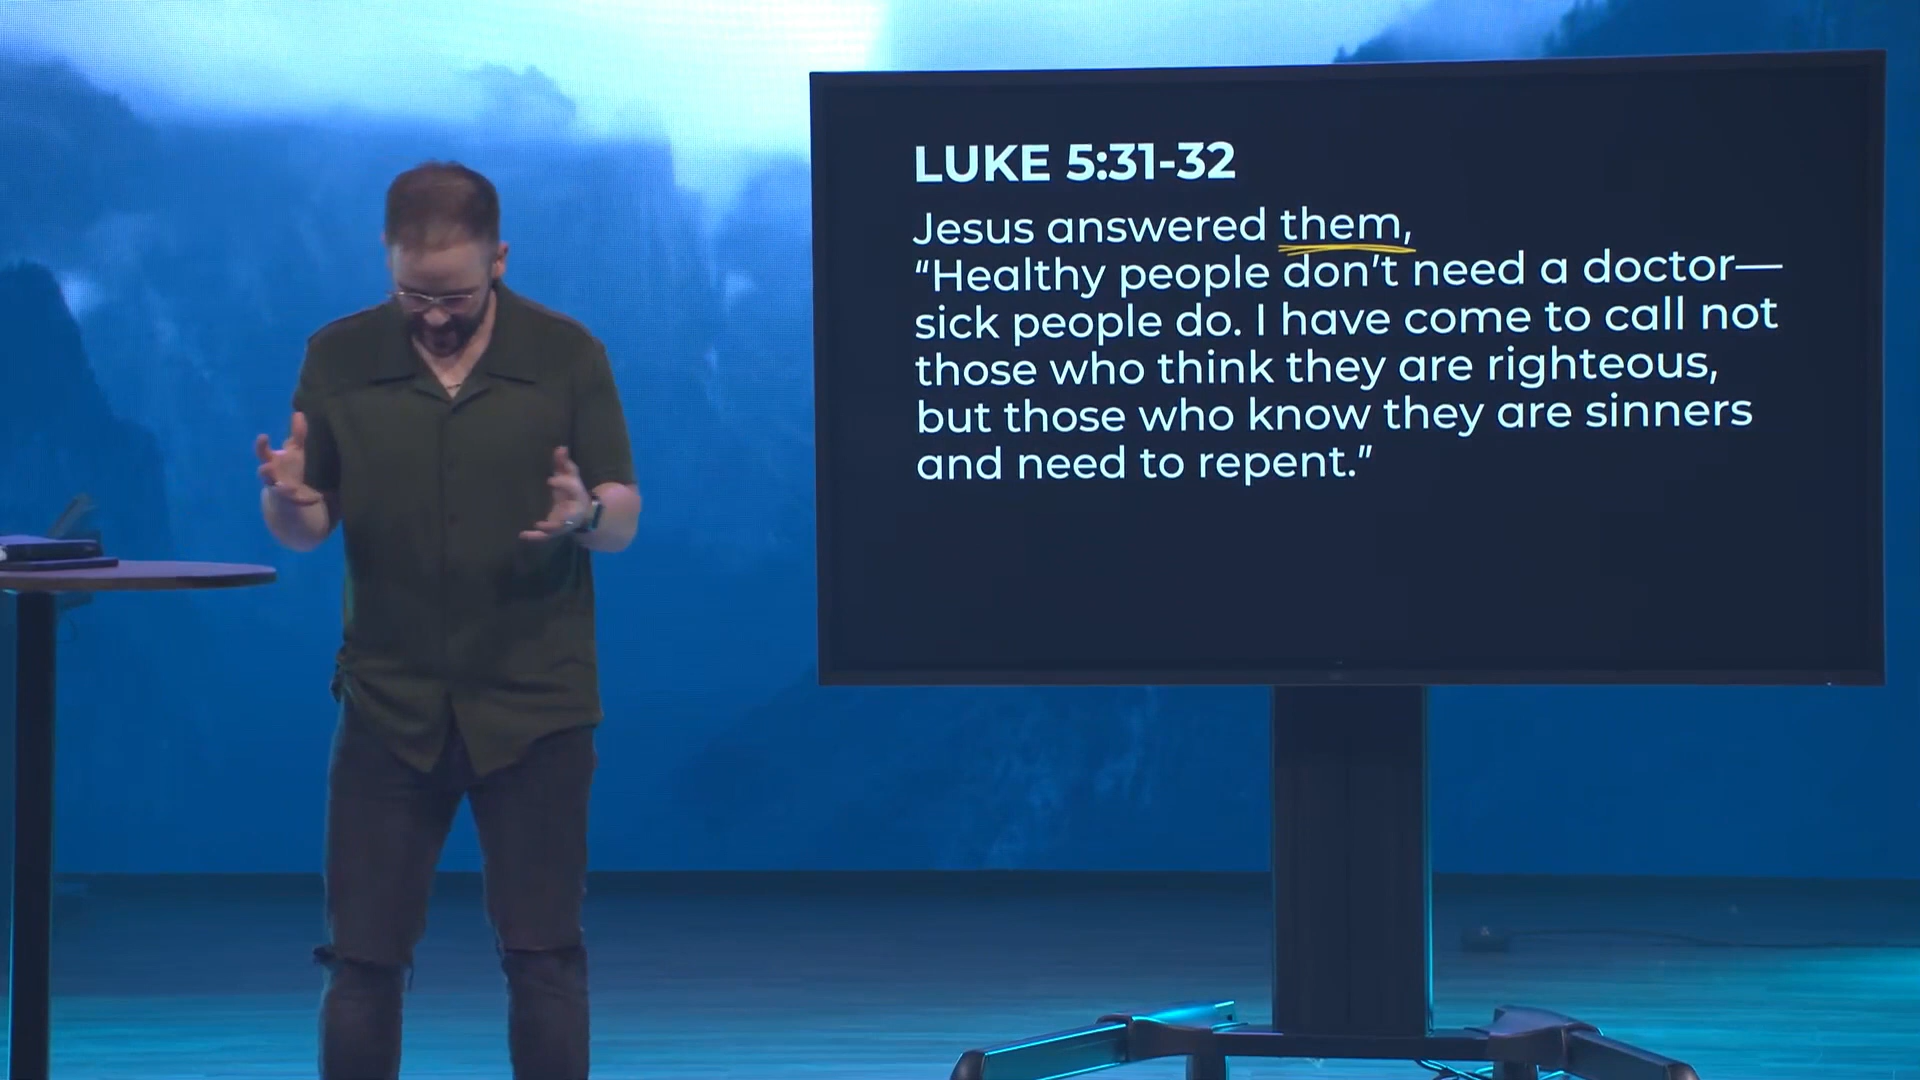 LUKE 5:31-32
Jesus answered them,
“Healthy people don’t need a doctor—
sick people do. I have come to call not
those who think they are righteous,
but those who know they are sinners
and need to repent.”